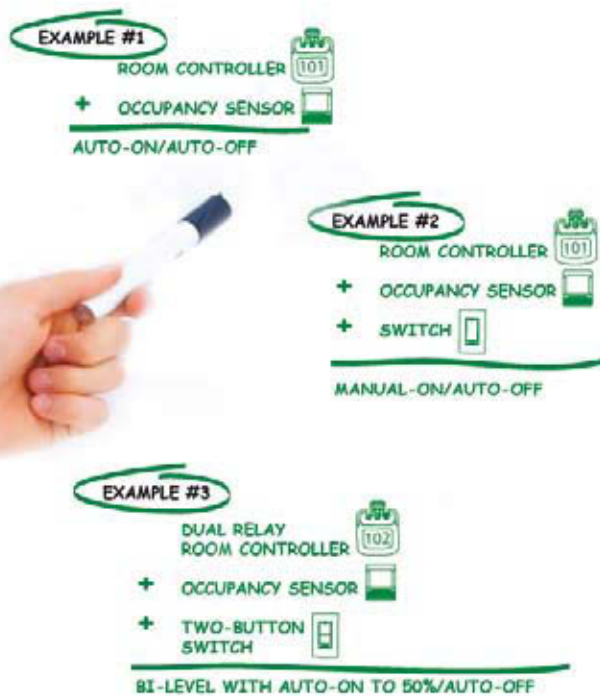 EXAMPLE #1
ROOM CONTROLLER 101
+ OCCUPANCY SENSOR
AUTO-ON/AUTO-OFF
EXAMPLE #2
ROOM CONTROLLER 101
+ OCCUPANCY SENSOR
+ SWITCH
MANUAL-ON/AUTO-OFF
EXAMPLE #3
DUAL RELAY
ROOM CONTROLLER 102
+ OCCUPANCY SENSOR
+ TWO-BUTTON
SWITCH
BI-LEVEL WITH AUTO-ON TO 50%/AUTO-OFF